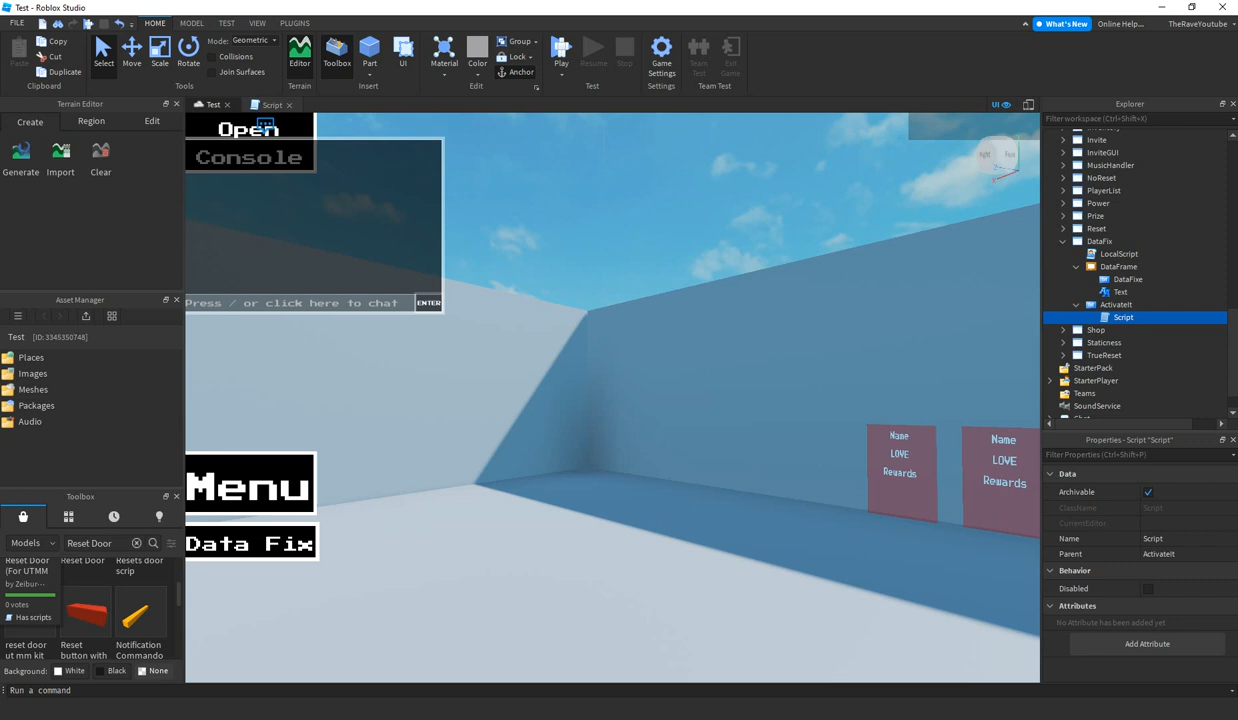 Test - Roblox Studio
FILE
HOME
MODEL
TEST
VIEW
PLUGINS
What's New
Online Help...
TheRaveYoutube
Paste
Copy
Cut
Duplicate
Clipboard
Select
Move
Scale
Rotate
Mode: Geometric
Collisions
Join Surfaces
Tools
Editor
Terrain
Toolbox
Part
UI
Insert
Material
Color
Group
Lock
Anchor
Edit
Play
Resume
Stop
Test
Game
Settings
Settings
Team
Test
Exit
Game
Team Test
Terrain Editor
Create
Region
Edit
Generate
Import
Clear
Asset Manager
Test [ID: 3345350748]
Places
Images
Meshes
Packages
Audio
Toolbox
Models
Reset Door
Reset Door
(For UTMM
by Zeibur...
0 votes
Has scripts
Reset Door
Resets door
scrip
reset door
ut mm kit
Reset
button with
Notification
Commando
Background:
White
Black
None
Run a command
Test
Script
UI
Open
Console
Press / or click here to chat
ENTER
Menu
Data Fix
Name
LOVE
Rewards
Name
LOVE
Rewards
Explorer
Filter workspace (Ctrl+Shift+X)
Invite
InviteGUI
MusicHandler
NoReset
PlayerList
Power
Prize
Reset
DataFix
LocalScript
DataFrame
DataFixe
Text
ActivateIt
Script
Shop
Staticness
TrueReset
StarterPack
StarterPlayer
Teams
SoundService
Properties - Script "Script"
Filter Properties (Ctrl+Shift+P)
Data
Archivable
ClassName
Script
CurrentEditor
Name
Script
Parent
ActivateIt
Behavior
Disabled
Attributes
No Attribute has been added yet
Add Attribute